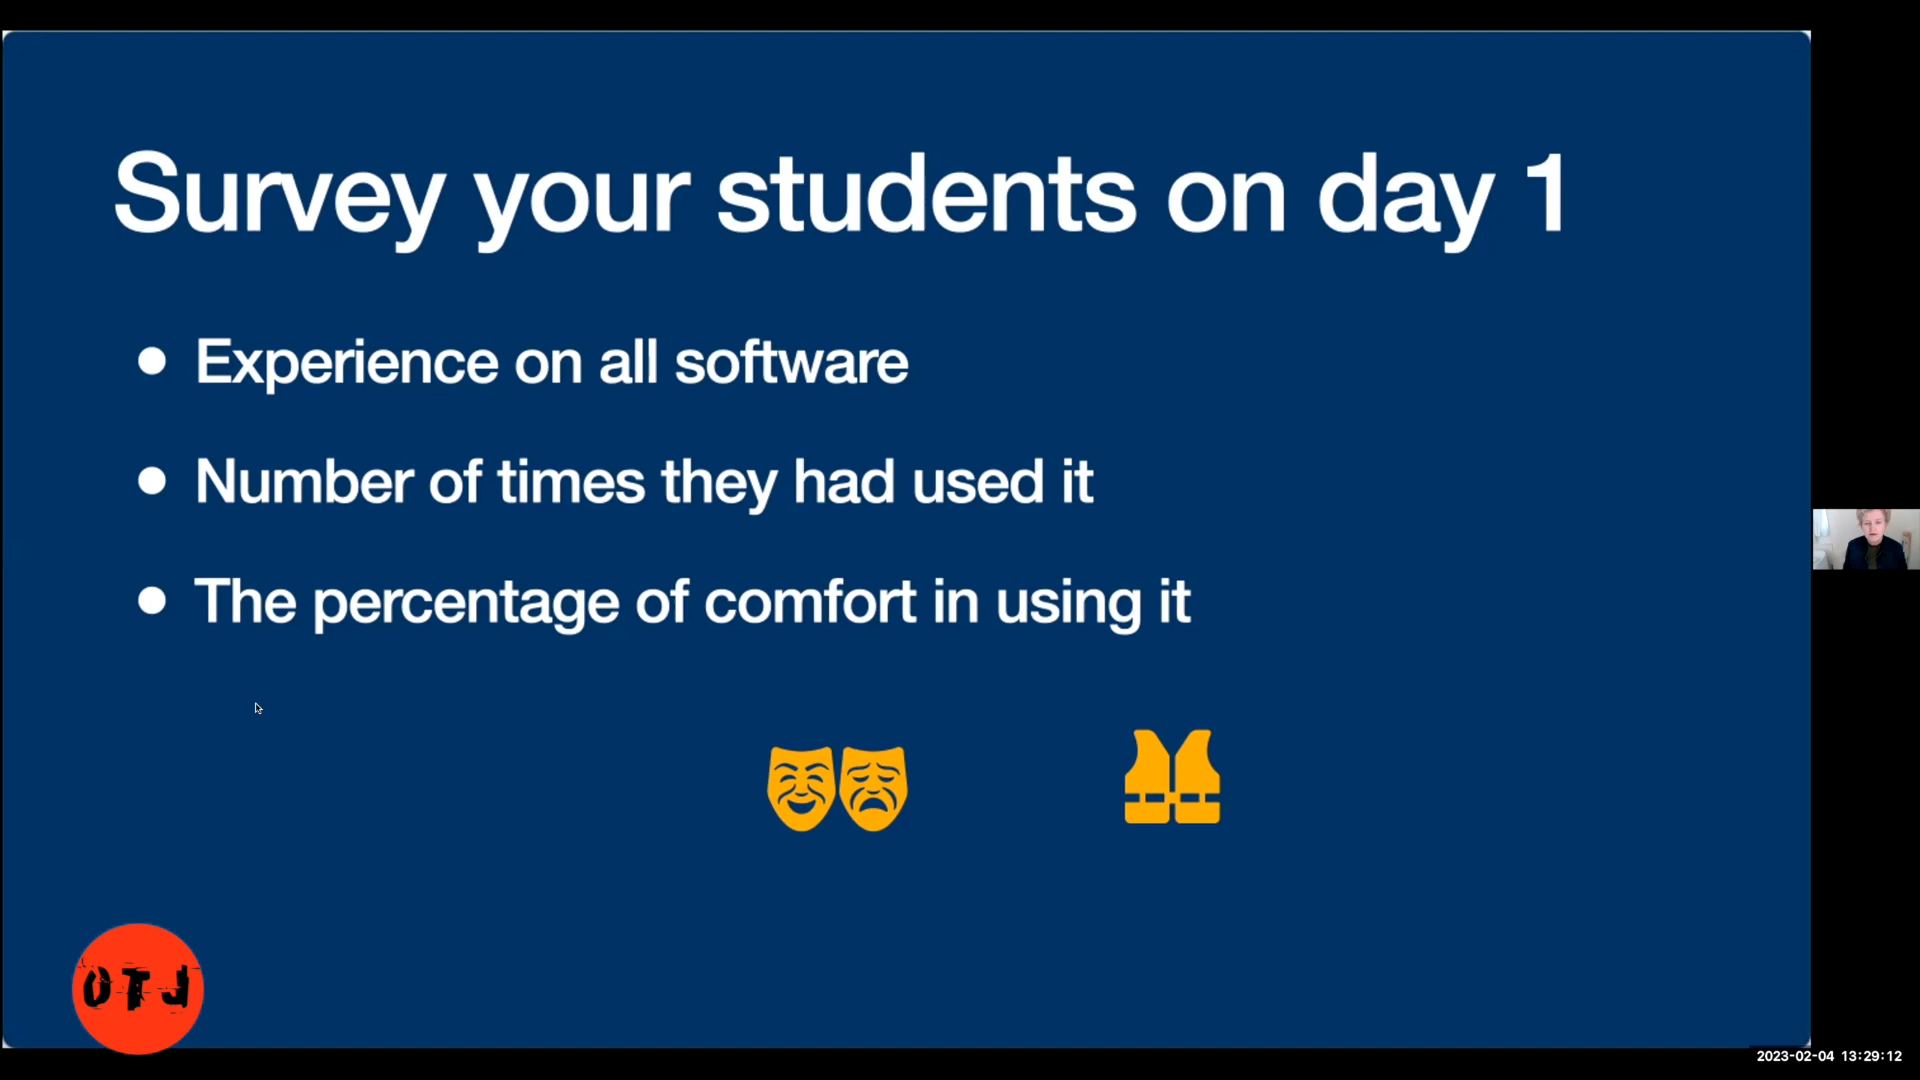 Survey your students on day 1
Experience on all software
Number of times they had used it
The percentage of comfort in using it
OTJ
2023-02-04 13:29:12